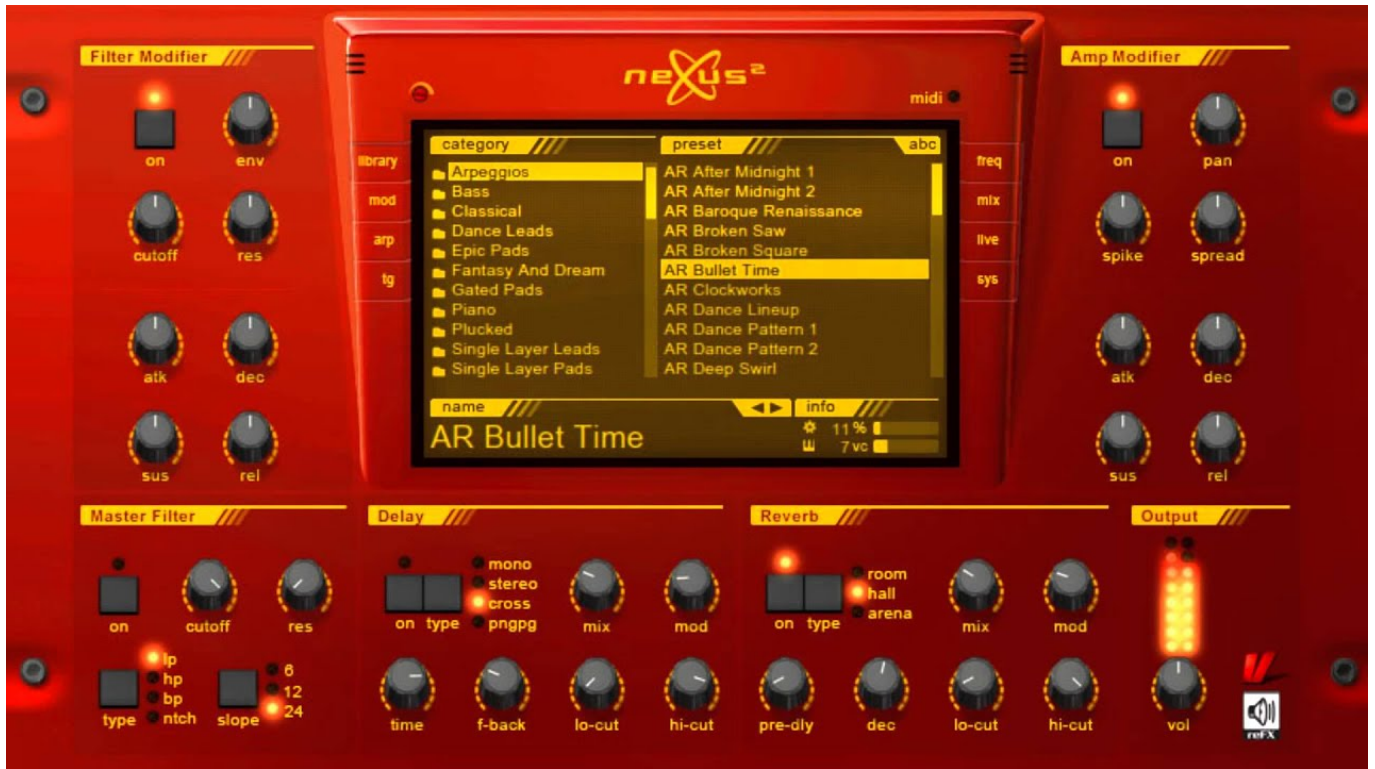 Filter Modifier
on
env
cutoff
res
atk
dec
sus
rel
nexus²
midi
library
mod
arp
tg
category
Arpeggios
Bass
Classical
Dance Leads
Epic Pads
Fantasy And Dream
Gated Pads
Piano
Plucked
Single Layer Leads
Single Layer Pads
preset
abc
AR After Midnight 1
AR After Midnight 2
AR Baroque Renaissance
AR Broken Saw
AR Broken Square
AR Bullet Time
AR Clockworks
AR Dance Lineup
AR Dance Pattern 1
AR Dance Pattern 2
AR Deep Swirl
name
AR Bullet Time
info
11 %
7 vc
freq
mix
live
sys
Amp Modifier
on
pan
spike
spread
atk
dec
sus
rel
Master Filter
on
cutoff
res
type
lp
hp
bp
ntch
slope
6
12
24
Delay
on
type
mono
stereo
cross
pngpg
mix
mod
time
f-back
lo-cut
hi-cut
Reverb
on
type
room
hall
arena
mix
mod
pre-dly
dec
lo-cut
hi-cut
Output
vol
reFX